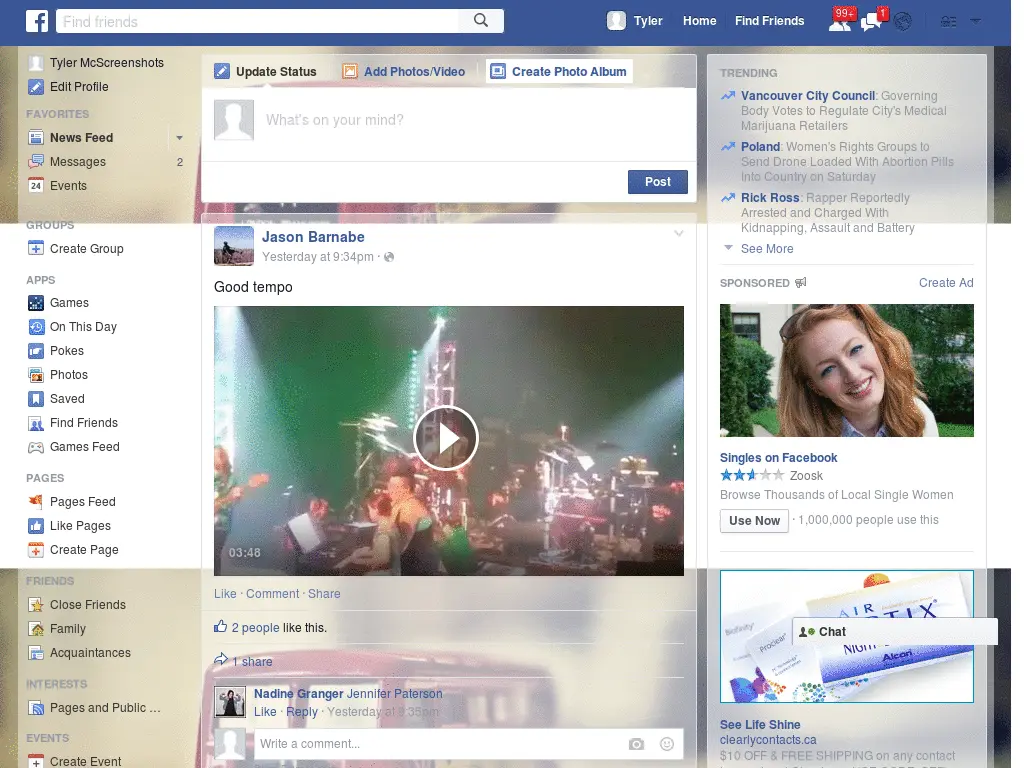 Find friends
Tyler
Home
Find Friends
99+
1
Tyler McScreenshots
Edit Profile
FAVORITES
News Feed
Messages
2
24
Events
GROUPS
Create Group
APPS
Games
On This Day
Pokes
Photos
Saved
Find Friends
Games Feed
PAGES
Pages Feed
Like Pages
Create Page
FRIENDS
Close Friends
Family
Acquaintances
INTERESTS
Pages and Public ...
EVENTS
Create Event
Update Status
Add Photos/Video
Create Photo Album
What's on your mind?
Post
Jason Barnabe
Yesterday at 9:34pm ·
Good tempo
03:48
Like · Comment · Share
2 people like this.
1 share
Nadine Granger Jennifer Paterson
Like · Reply · Yesterday at 9:35pm
Write a comment...
TRENDING
Vancouver City Council: Governing
Body Votes to Regulate City's Medical
Marijuana Retailers
Poland: Women's Rights Groups to
Send Drone Loaded With Abortion Pills
Into Country on Saturday
Rick Ross: Rapper Reportedly
Arrested and Charged With
Kidnapping, Assault and Battery
See More
SPONSORED
Create Ad
Singles on Facebook
Zoosk
Browse Thousands of Local Single Women
Use Now
· 1,000,000 people use this
AIR
Biofinity
Proclear
Alcon
Chat
See Life Shine
clearlycontacts.ca
$10 OFF & FREE SHIPPING on any contact